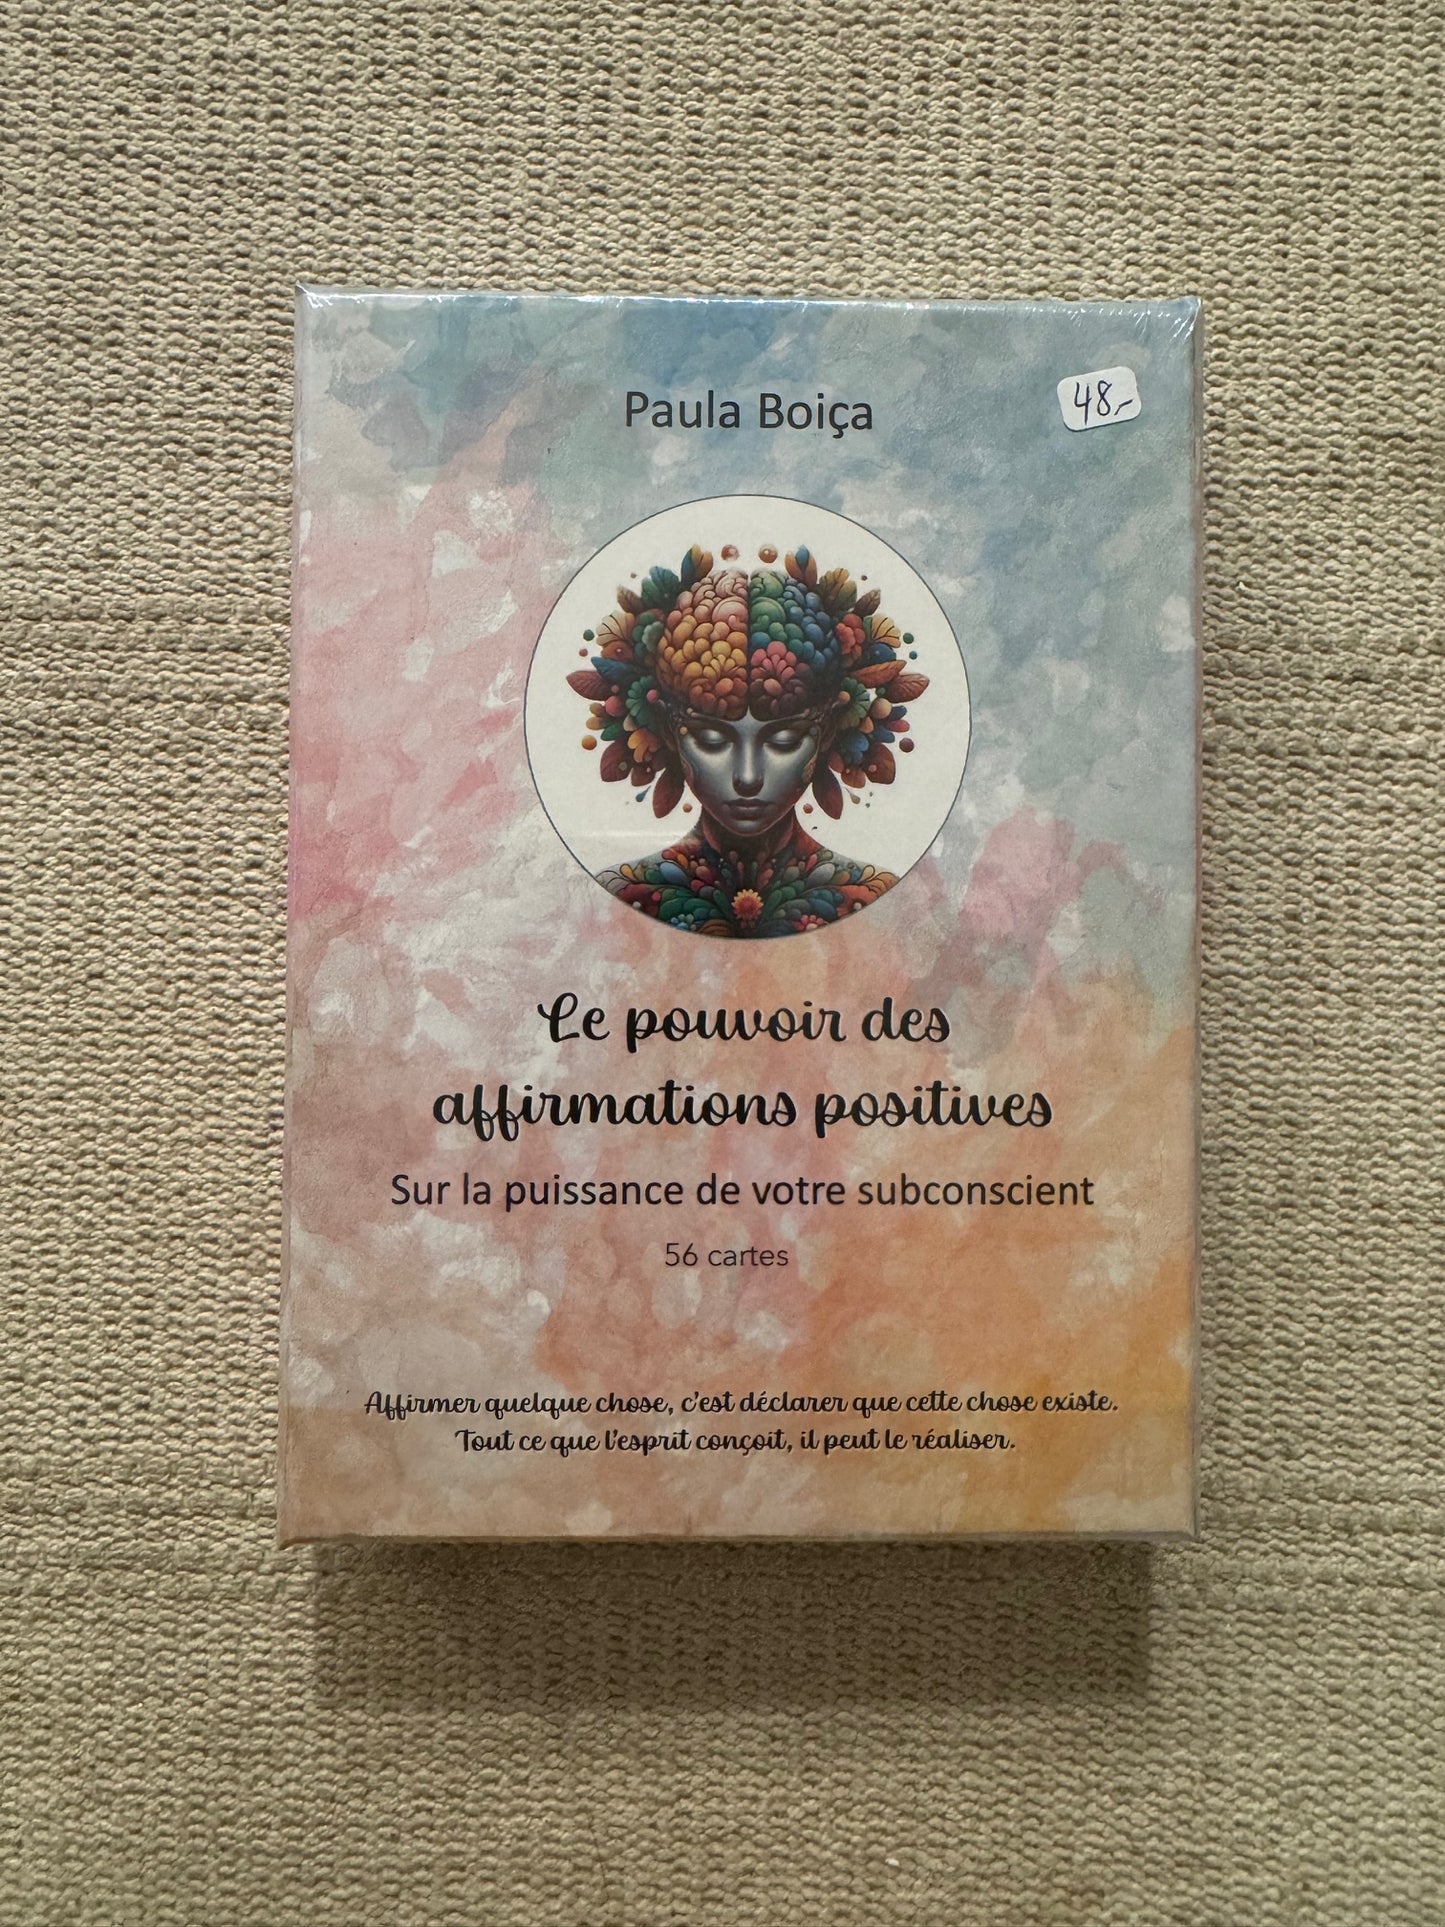 Paula Boiça
48.-
Le pouvoir des
affirmations positives
Sur la puissance de votre subconscient
56 cartes
Affirmer quelque chose, c'est déclarer que cette chose existe.
Tout ce que l'esprit conçoit, il peut le réaliser.